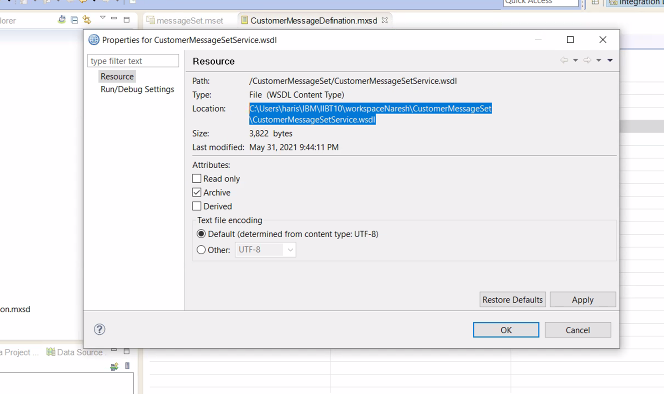 Quick Access
Integration
lorer
messageSet.mset
CustomerMessageDefination.mxsd
Properties for CustomerMessageSetService.wsdl
type filter text
Resource
Run/Debug Settings
Resource
Path: /CustomerMessageSet/CustomerMessageSetService.wsdl
Type: File (WSDL Content Type)
Location: C:\Users\haris\IBM\IIBT10\workspaceNaresh\CustomerMessageSet
\CustomerMessageSetService.wsdl
Size: 3,822 bytes
Last modified: May 31, 2021 9:44:11 PM
Attributes:
Read only
Archive
Derived
Text file encoding
Default (determined from content type: UTF-8)
Other: UTF-8
Restore Defaults
Apply
on.mxsd
OK
Cancel
a Project ...
Data Source